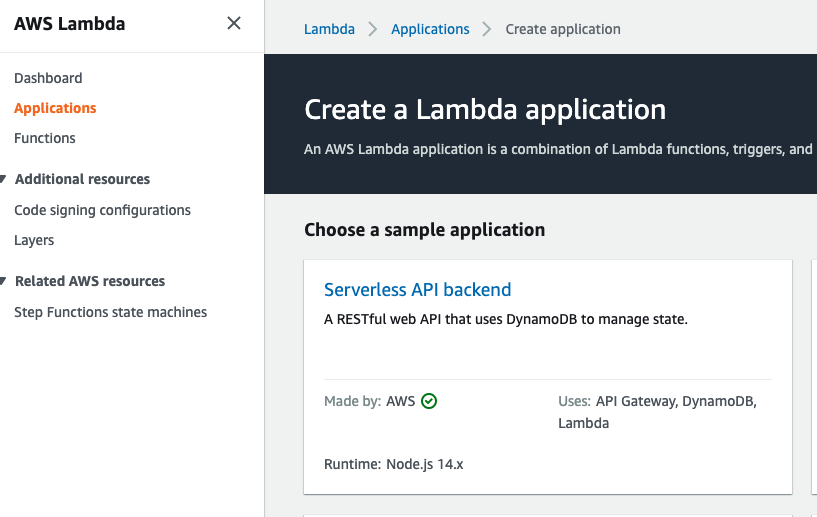 AWS Lambda
Dashboard
Applications
Functions
Additional resources
Code signing configurations
Layers
Related AWS resources
Step Functions state machines
Lambda
Applications
Create application
Create a Lambda application
An AWS Lambda application is a combination of Lambda functions, triggers, and
Choose a sample application
Serverless API backend
A RESTful web API that uses DynamoDB to manage state.
Made by: AWS
Uses: API Gateway, DynamoDB,
Lambda
Runtime: Node.js 14.x